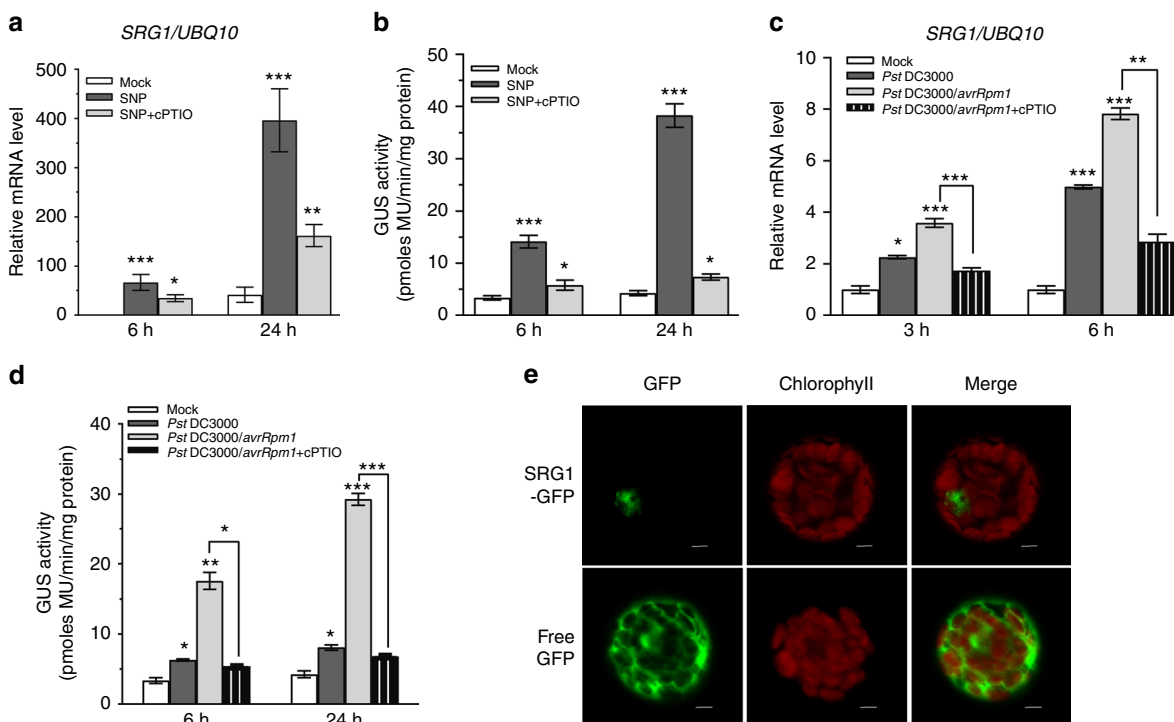 a
SRG1/UBQ10
Mock
SNP
SNP+cPTIO
Relative mRNA level
500
400
300
200
100
0
***
*
***
**
6 h
24 h
b
Mock
SNP
SNP+cPTIO
GUS activity
(pmoles MU/min/mg protein)
50
40
30
20
10
0
***
*
***
*
6 h
24 h
c
SRG1/UBQ10
Mock
Pst DC3000
Pst DC3000/avrRpm1
Pst DC3000/avrRpm1+cPTIO
Relative mRNA level
10
8
6
4
2
0
*
***
***
***
***
**
3 h
6 h
d
Mock
Pst DC3000
Pst DC3000/avrRpm1
Pst DC3000/avrRpm1+cPTIO
GUS activity
(pmoles MU/min/mg protein)
40
30
20
10
0
*
**
*
*
***
***
6 h
24 h
e
GFP
Chlorophyll
Merge
SRG1
-GFP
Free
GFP